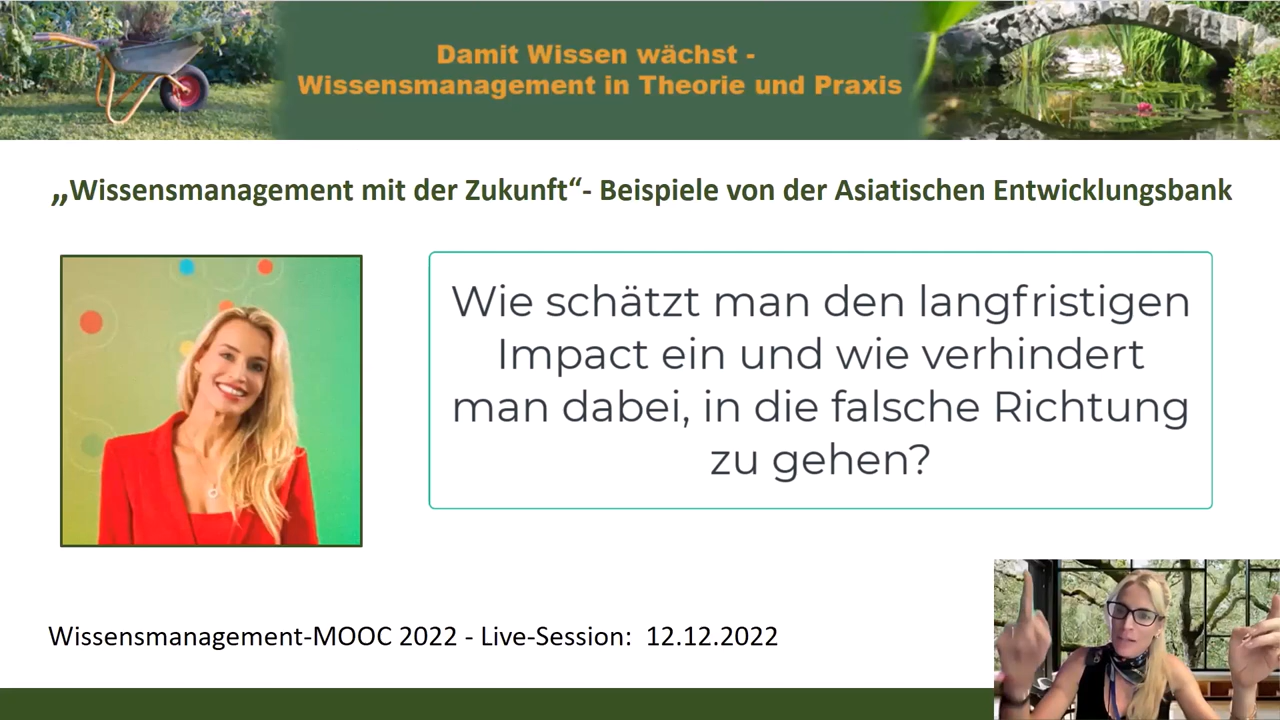 Damit Wissen wächst -
Wissensmanagement in Theorie und Praxis
„Wissensmanagement mit der Zukunft“- Beispiele von der Asiatischen Entwicklungsbank
Wie schätzt man den langfristigen
Impact ein und wie verhindert
man dabei, in die falsche Richtung
zu gehen?
Wissensmanagement-MOOC 2022 - Live-Session:  12.12.2022